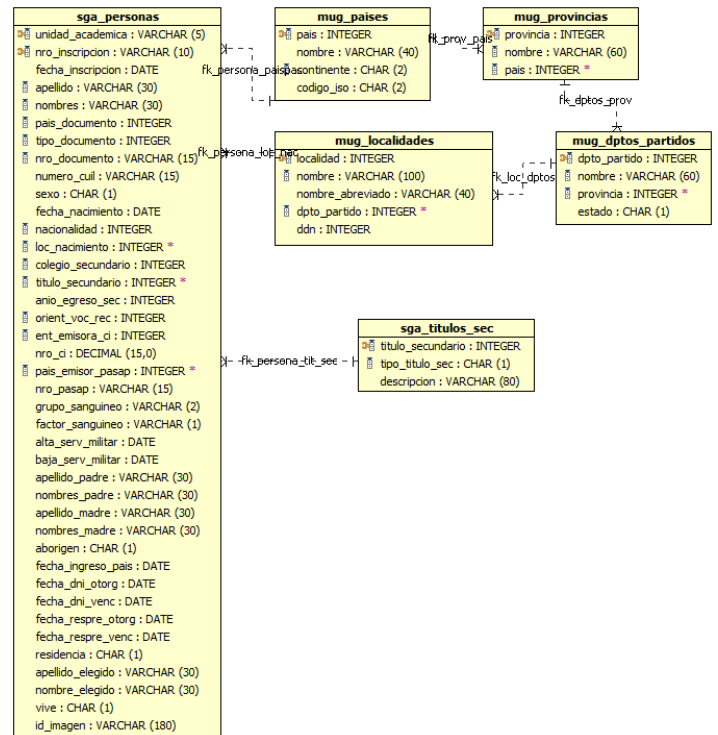 sga_personas
unidad_academica : VARCHAR (5)
nro_inscripcion : VARCHAR (10)
fecha_inscripcion : DATE
apellido : VARCHAR (30)
nombres : VARCHAR (30)
pais_documento : INTEGER
tipo_documento : INTEGER
nro_documento : VARCHAR (15)
numero_cuil : VARCHAR (15)
sexo : CHAR (1)
fecha_nacimiento : DATE
nacionalidad : INTEGER
loc_nacimiento : INTEGER *
colegio_secundario : INTEGER
titulo_secundario : INTEGER *
anio_egreso_sec : INTEGER
orient_voc_rec : INTEGER
ent_emisora_ci : INTEGER
nro_ci : DECIMAL (15,0)
pais_emisor_pasap : INTEGER *
nro_pasap : VARCHAR (15)
grupo_sanguineo : VARCHAR (2)
factor_sanguineo : VARCHAR (1)
alta_serv_militar : DATE
baja_serv_militar : DATE
apellido_padre : VARCHAR (30)
nombres_padre : VARCHAR (30)
apellido_madre : VARCHAR (30)
nombres_madre : VARCHAR (30)
aborigen : CHAR (1)
fecha_ingreso_pais : DATE
fecha_dni_otorg : DATE
fecha_dni_venc : DATE
fecha_respre_otorg : DATE
fecha_respre_venc : DATE
residencia : CHAR (1)
apellido_elegido : VARCHAR (30)
nombre_elegido : VARCHAR (30)
vive : CHAR (1)
id_imagen : VARCHAR (180)
mug_paises
pais : INTEGER
nombre : VARCHAR (40)
continente : CHAR (2)
codigo_iso : CHAR (2)
fk_prov_pais
mug_provincias
provincia : INTEGER
nombre : VARCHAR (60)
pais : INTEGER *
fk_dptos_prov
mug_localidades
localidad : INTEGER
nombre : VARCHAR (100)
nombre_abreviado : VARCHAR (40)
dpto_partido : INTEGER *
ddn : INTEGER
fk_loc_dptos
mug_dptos_partidos
dpto_partido : INTEGER
nombre : VARCHAR (60)
provincia : INTEGER *
estado : CHAR (1)
fk_persona_loc_nac
fk_persona_tit_sec
sga_titulos_sec
titulo_secundario : INTEGER
tipo_titulo_sec : CHAR (1)
descripcion : VARCHAR (80)